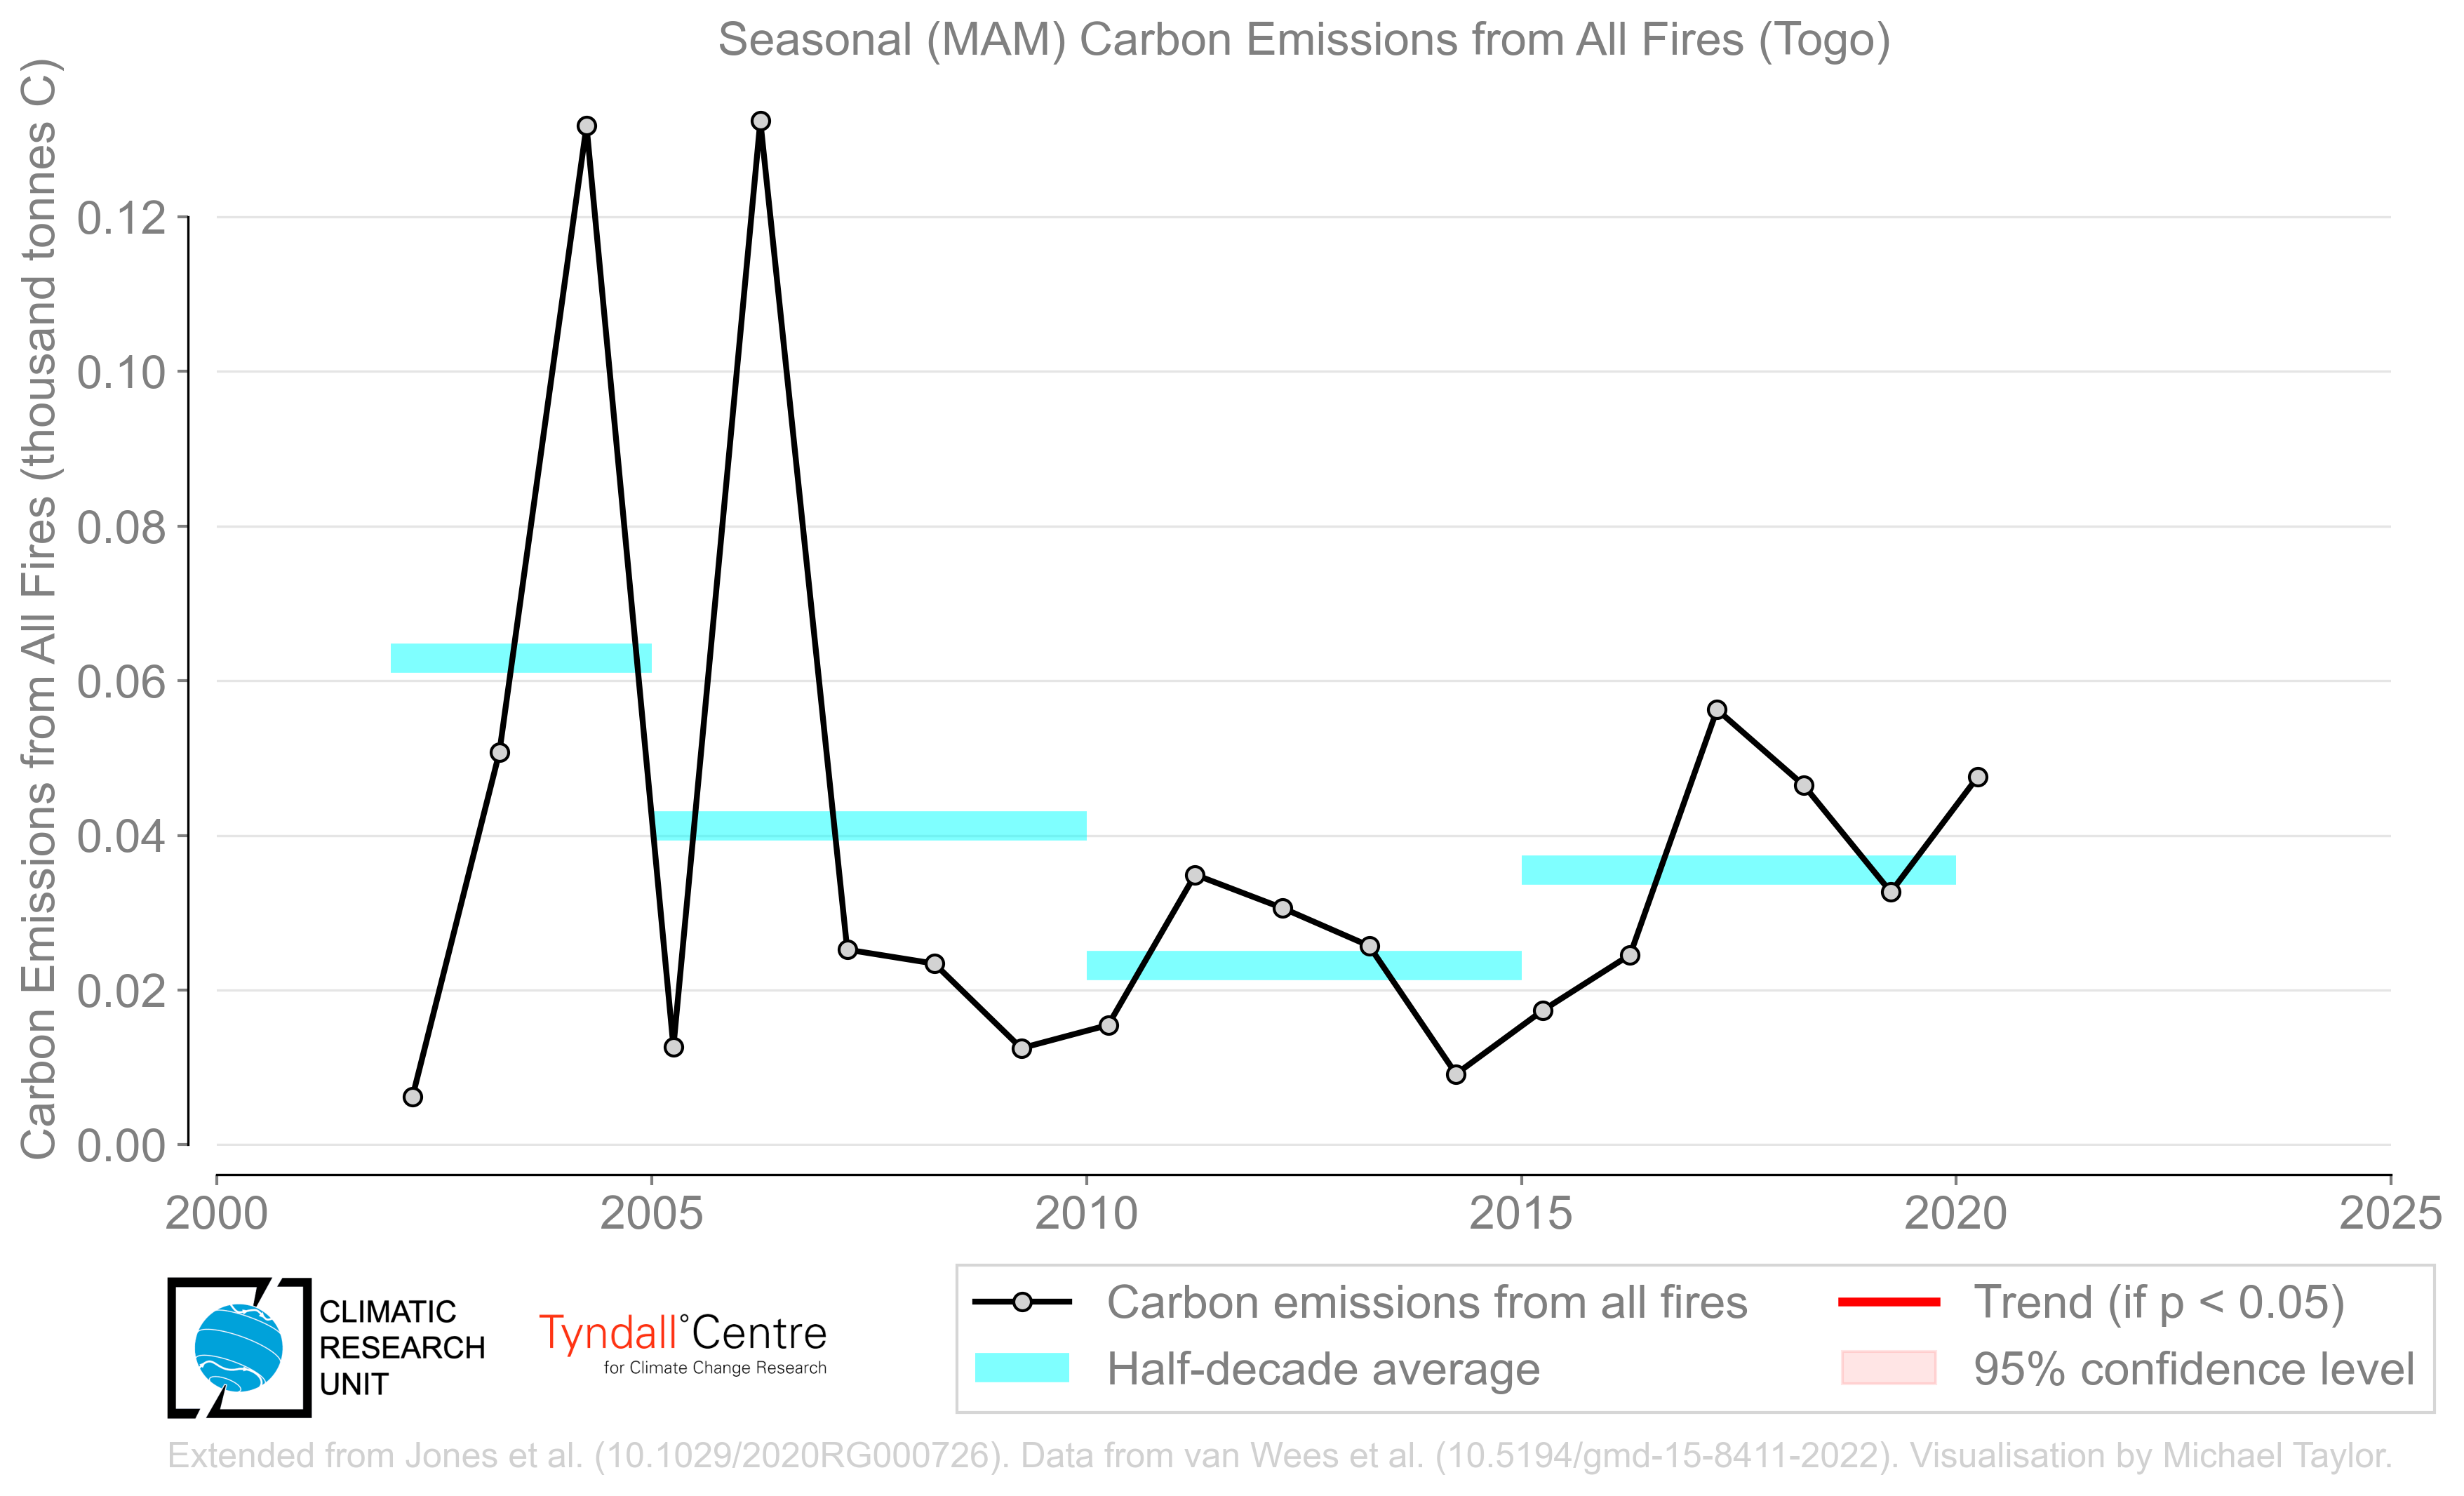 Seasonal (MAM) Carbon Emissions from All Fires (Togo)
Carbon Emissions from All Fires (thousand tonnes C)
0.12
0.10
0.08
0.06
0.04
0.02
0.00
2000 2005 2010 2015 2020 2025
CLIMATIC
RESEARCH
UNIT
Tyndall°Centre
for Climate Change Research
Carbon emissions from all fires
Half-decade average
Trend (if p < 0.05)
95% confidence level
Extended from Jones et al. (10.1029/2020RG000726). Data from van Wees et al. (10.5194/gmd-15-8411-2022). Visualisation by Michael Taylor.